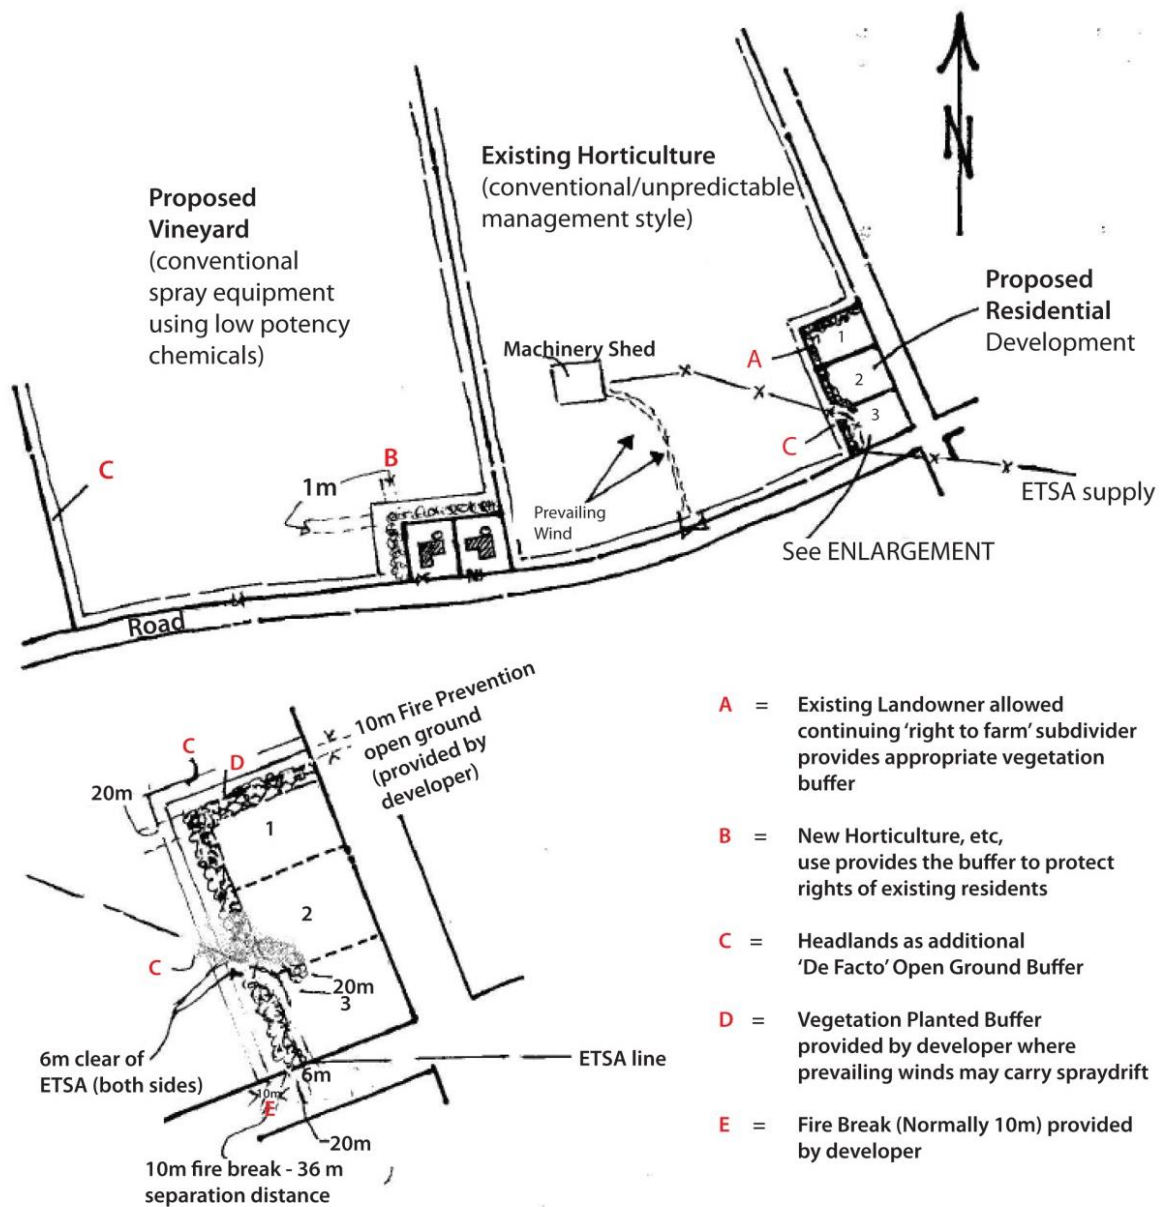 N
Proposed
Vineyard
(conventional
spray equipment
using low potency
chemicals)
Existing Horticulture
(conventional/unpredictable
management style)
Proposed
Residential
Development
Machinery Shed
A
1
2
3
C
C
B
1m
Prevailing
Wind
ETSA supply
See ENLARGEMENT
Road
10m Fire Prevention
open ground
(provided by
developer)
C
D
20m
1
2
3
C
20m
6m clear of
ETSA (both sides)
ETSA line
6m
10m
E
20m
10m fire break - 36 m
separation distance
A = Existing Landowner allowed
continuing 'right to farm' subdivider
provides appropriate vegetation
buffer
B = New Horticulture, etc,
use provides the buffer to protect
rights of existing residents
C = Headlands as additional
'De Facto' Open Ground Buffer
D = Vegetation Planted Buffer
provided by developer where
prevailing winds may carry spraydrift
E = Fire Break (Normally 10m) provided
by developer